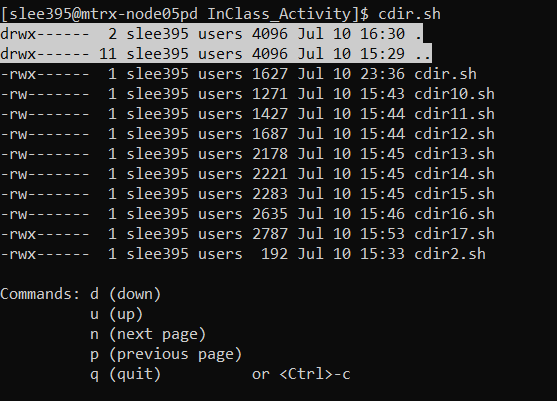 [slee395@mtrx-node05pd InClass_Activity]$ cdir.sh
drwx------  2 slee395 users 4096 Jul 10 16:30 .
drwx------ 11 slee395 users 4096 Jul 10 15:29 ..
-rwx------  1 slee395 users 1627 Jul 10 23:36 cdir.sh
-rw-------  1 slee395 users 1271 Jul 10 15:43 cdir10.sh
-rw-------  1 slee395 users 1427 Jul 10 15:44 cdir11.sh
-rw-------  1 slee395 users 1687 Jul 10 15:44 cdir12.sh
-rw-------  1 slee395 users 2178 Jul 10 15:45 cdir13.sh
-rw-------  1 slee395 users 2221 Jul 10 15:45 cdir14.sh
-rw-------  1 slee395 users 2283 Jul 10 15:45 cdir15.sh
-rw-------  1 slee395 users 2635 Jul 10 15:46 cdir16.sh
-rwx------  1 slee395 users 2787 Jul 10 15:53 cdir17.sh
-rwx------  1 slee395 users  192 Jul 10 15:33 cdir2.sh
Commands: d (down)
u (up)
n (next page)
p (previous page)
q (quit)          or <Ctrl>-c